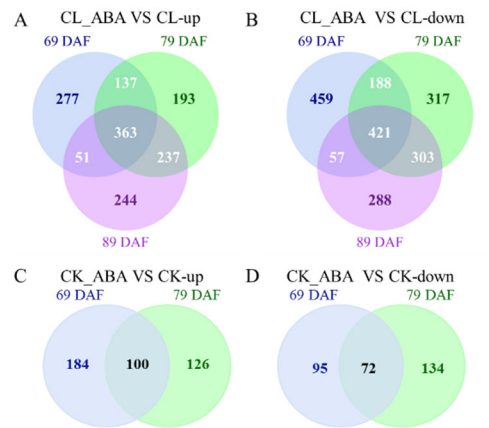 A CL_ABA VS CL-up
69 DAF 79 DAF
137
277 193
363
51 237
244
89 DAF
B CL_ABA VS CL-down
69 DAF 79 DAF
188
459 317
421
57 303
288
89 DAF
C CK_ABA VS CK-up
69 DAF 79 DAF
184 100 126
D CK_ABA VS CK-down
69 DAF 79 DAF
95 72 134